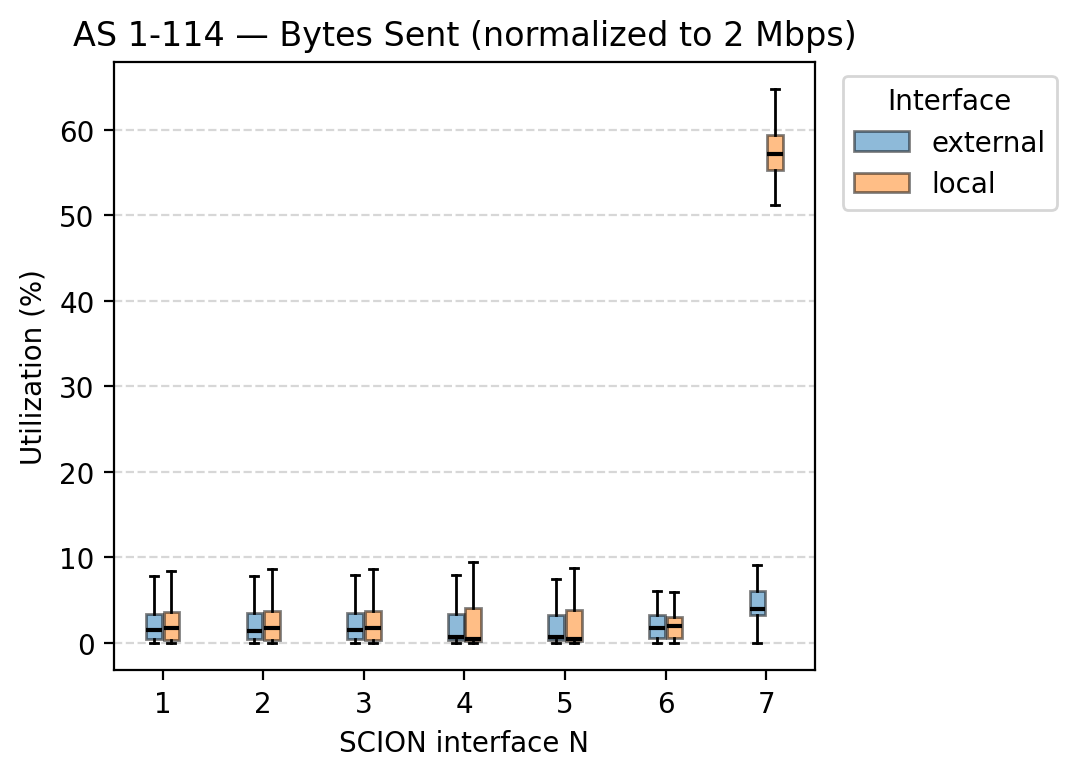 AS 1-114 — Bytes Sent (normalized to 2 Mbps)
Interface
external
local
Utilization (%)
60
50
40
30
20
10
0
1 2 3 4 5 6 7
SCION interface N